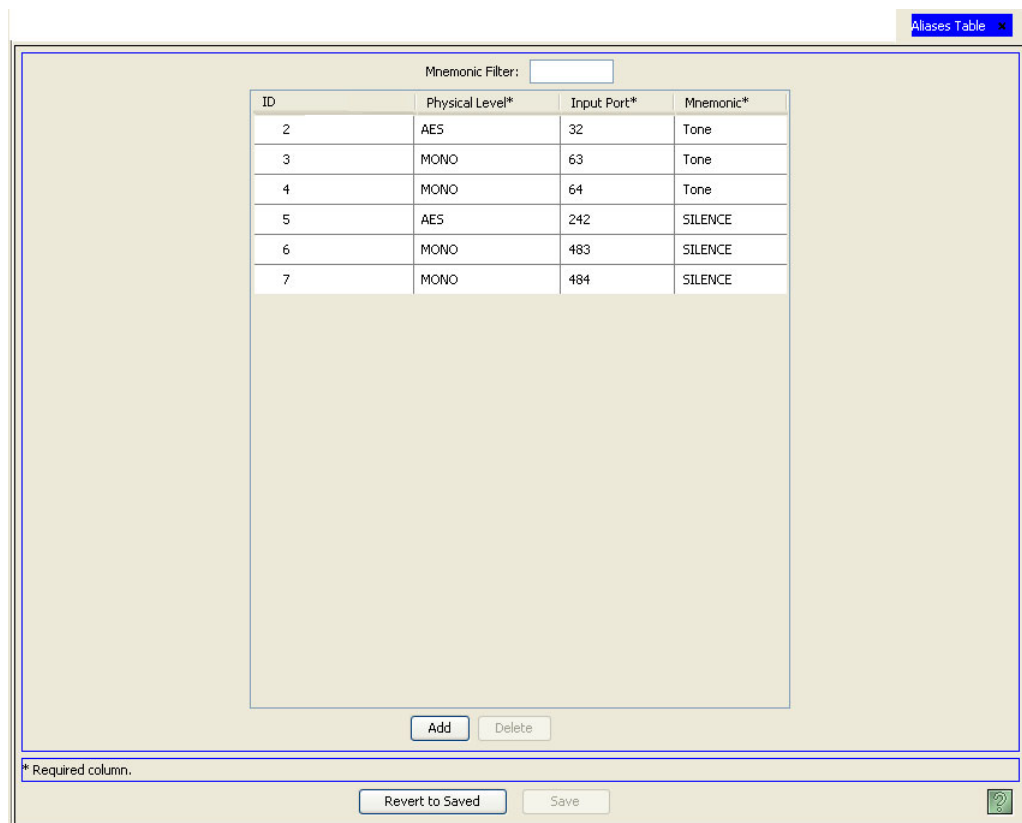 Aliases Table ×
Mnemonic Filter:
ID Physical Level* Input Port* Mnemonic*
2 AES 32 Tone
3 MONO 63 Tone
4 MONO 64 Tone
5 AES 242 SILENCE
6 MONO 483 SILENCE
7 MONO 484 SILENCE
Add Delete
* Required column.
Revert to Saved Save ?